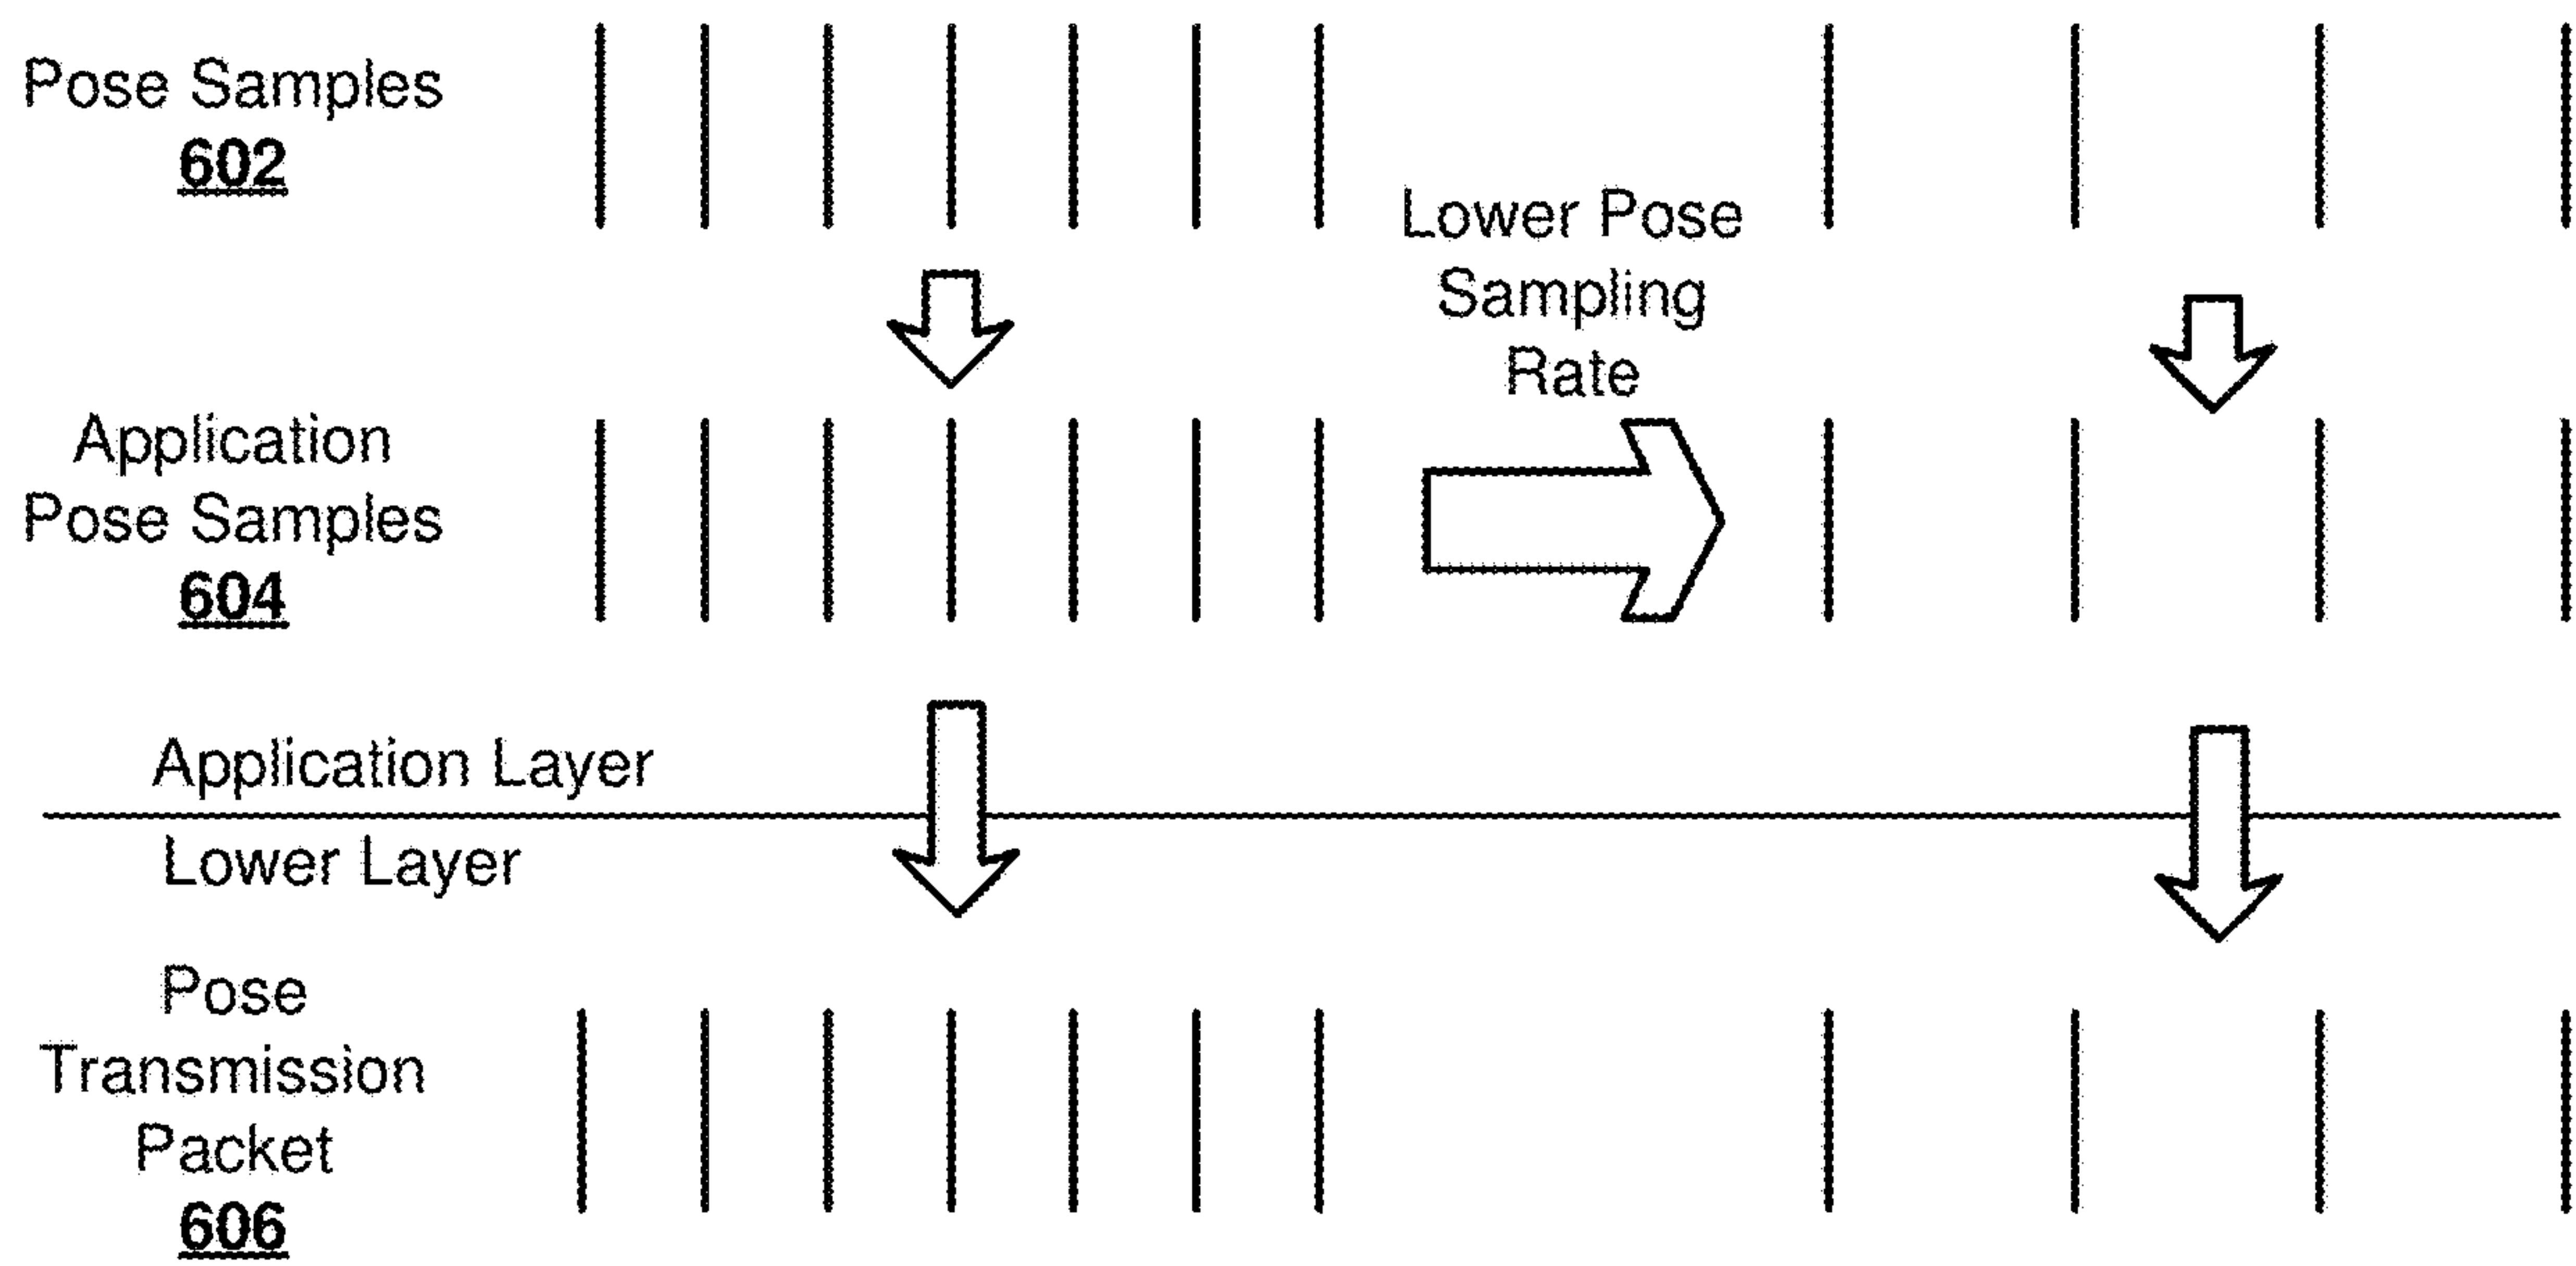 Pose Samples
602
Lower Pose
Sampling
Rate
Application
Pose Samples
604
Application Layer
Lower Layer
Pose
Transmission
Packet
606